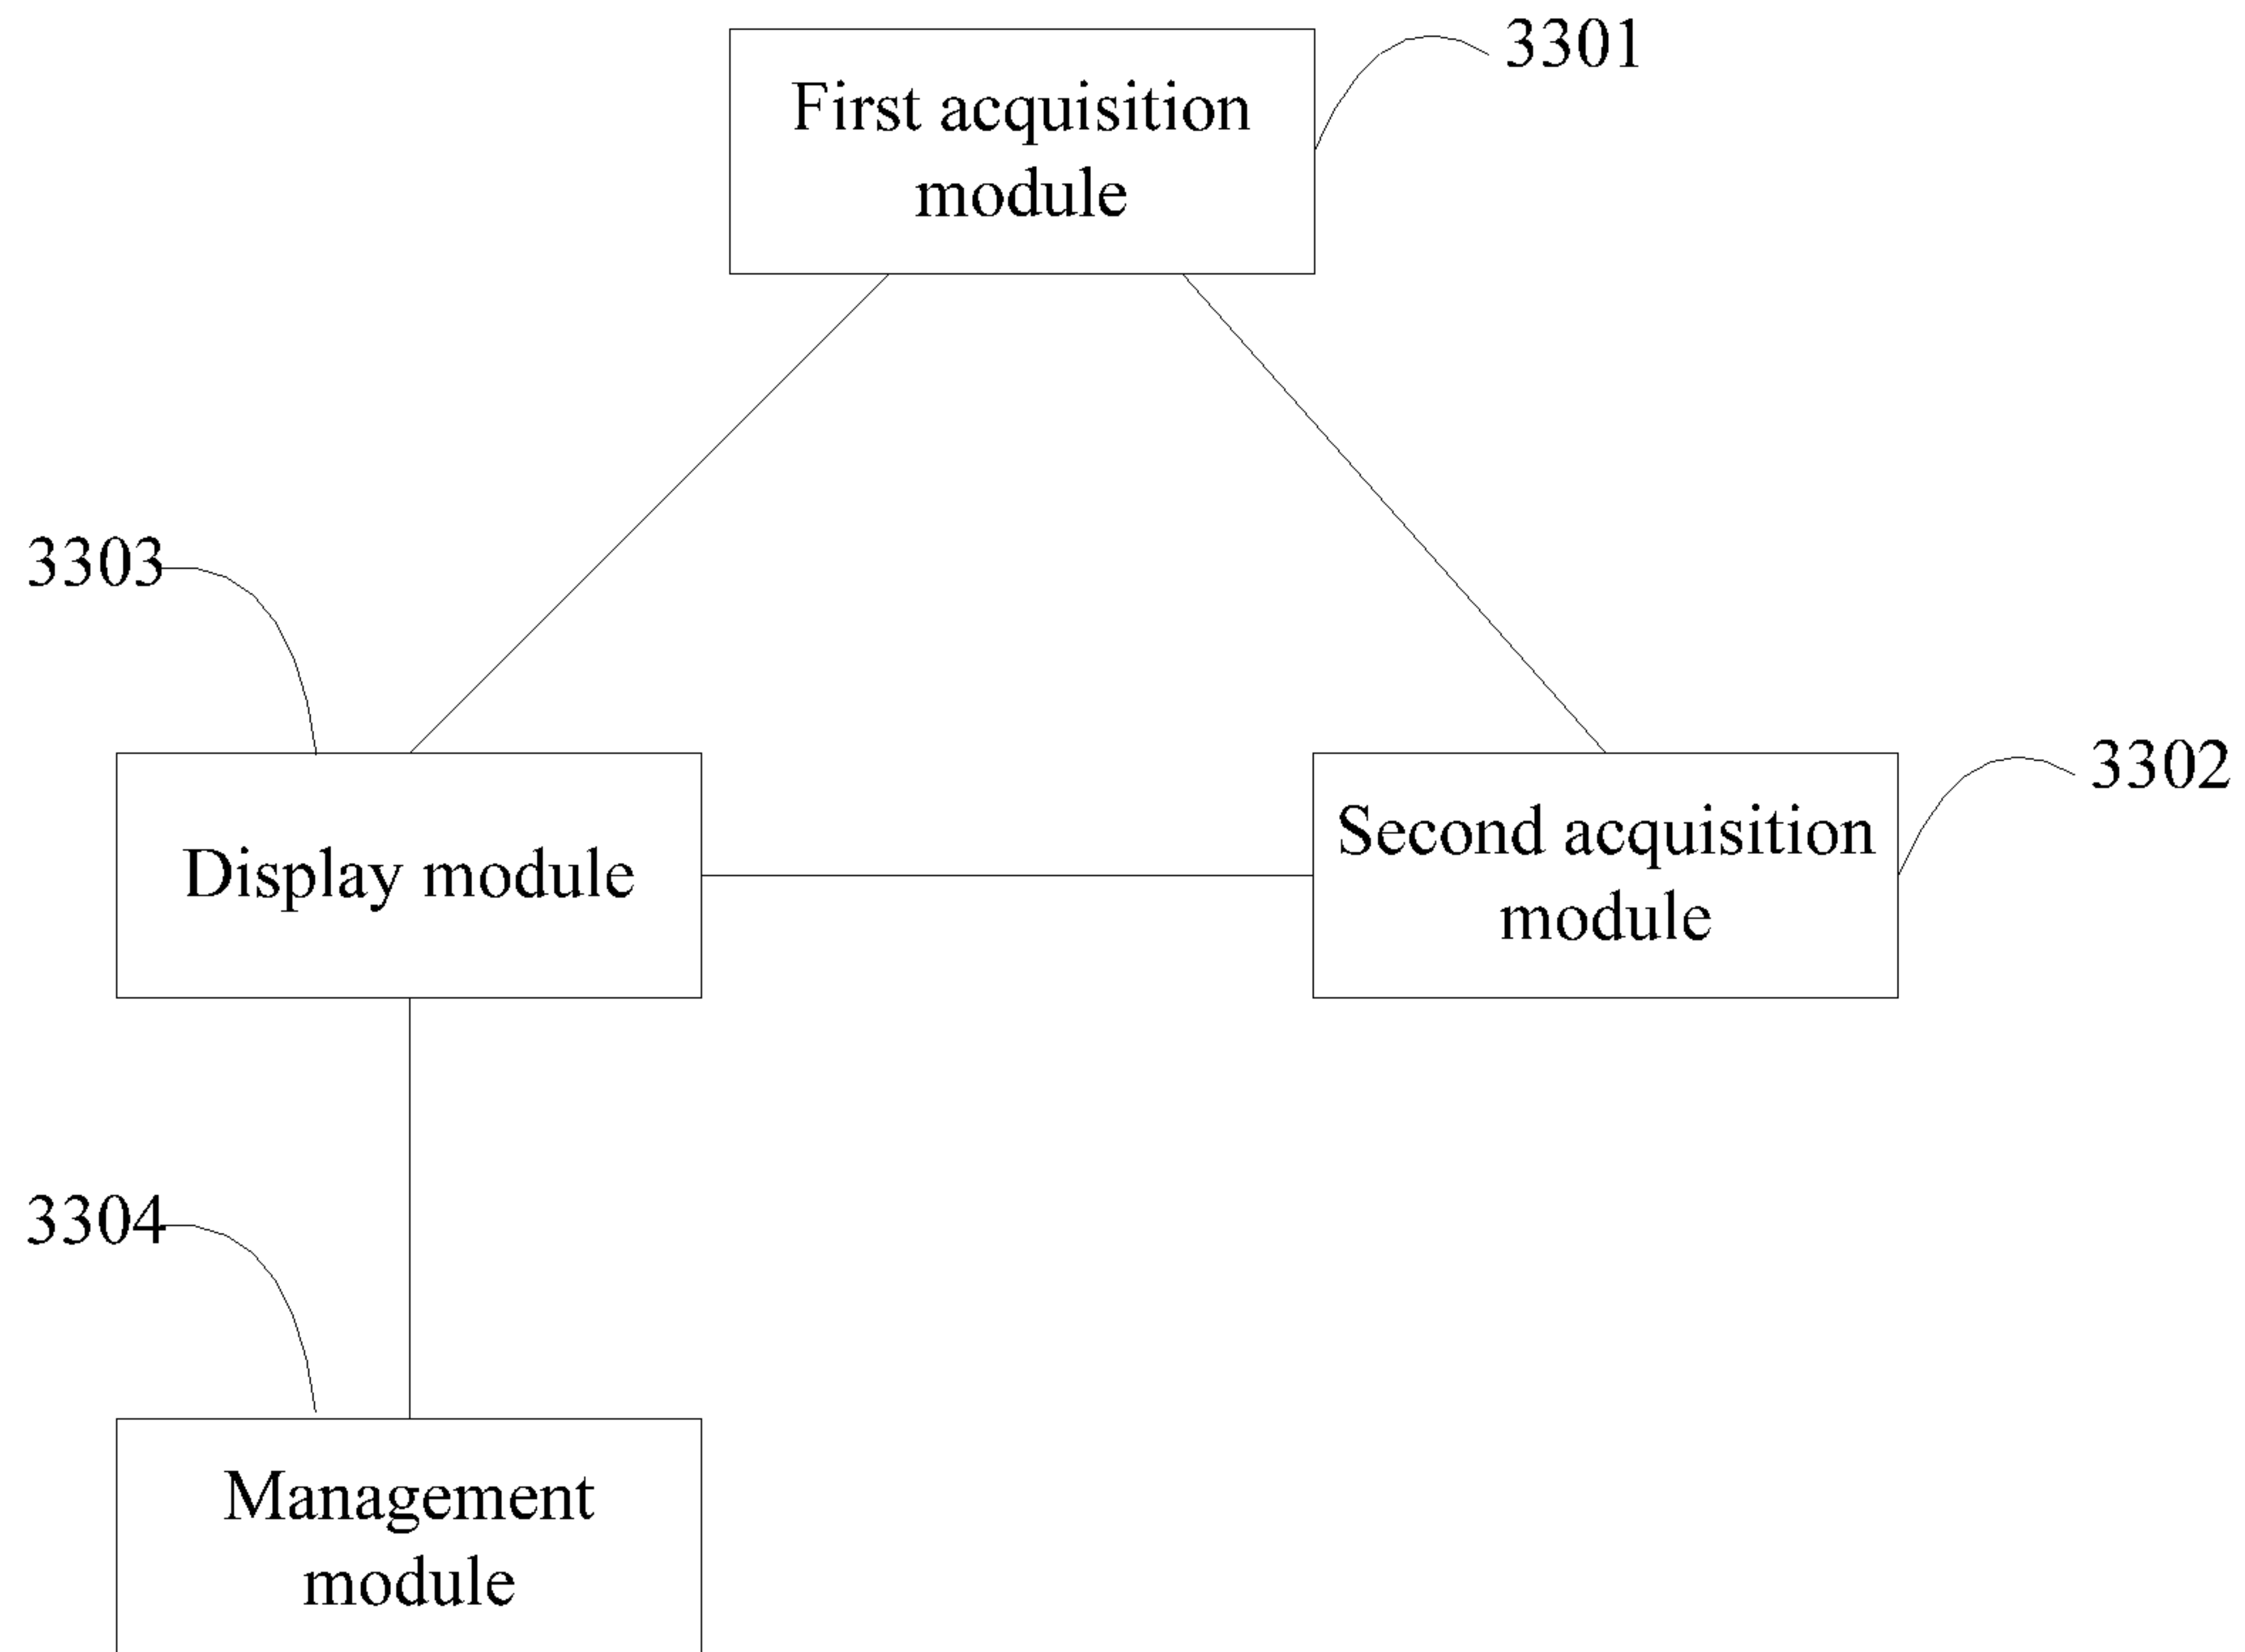 First acquisition
module
3301
3303
Display module
Second acquisition
module
3302
3304
Management
module